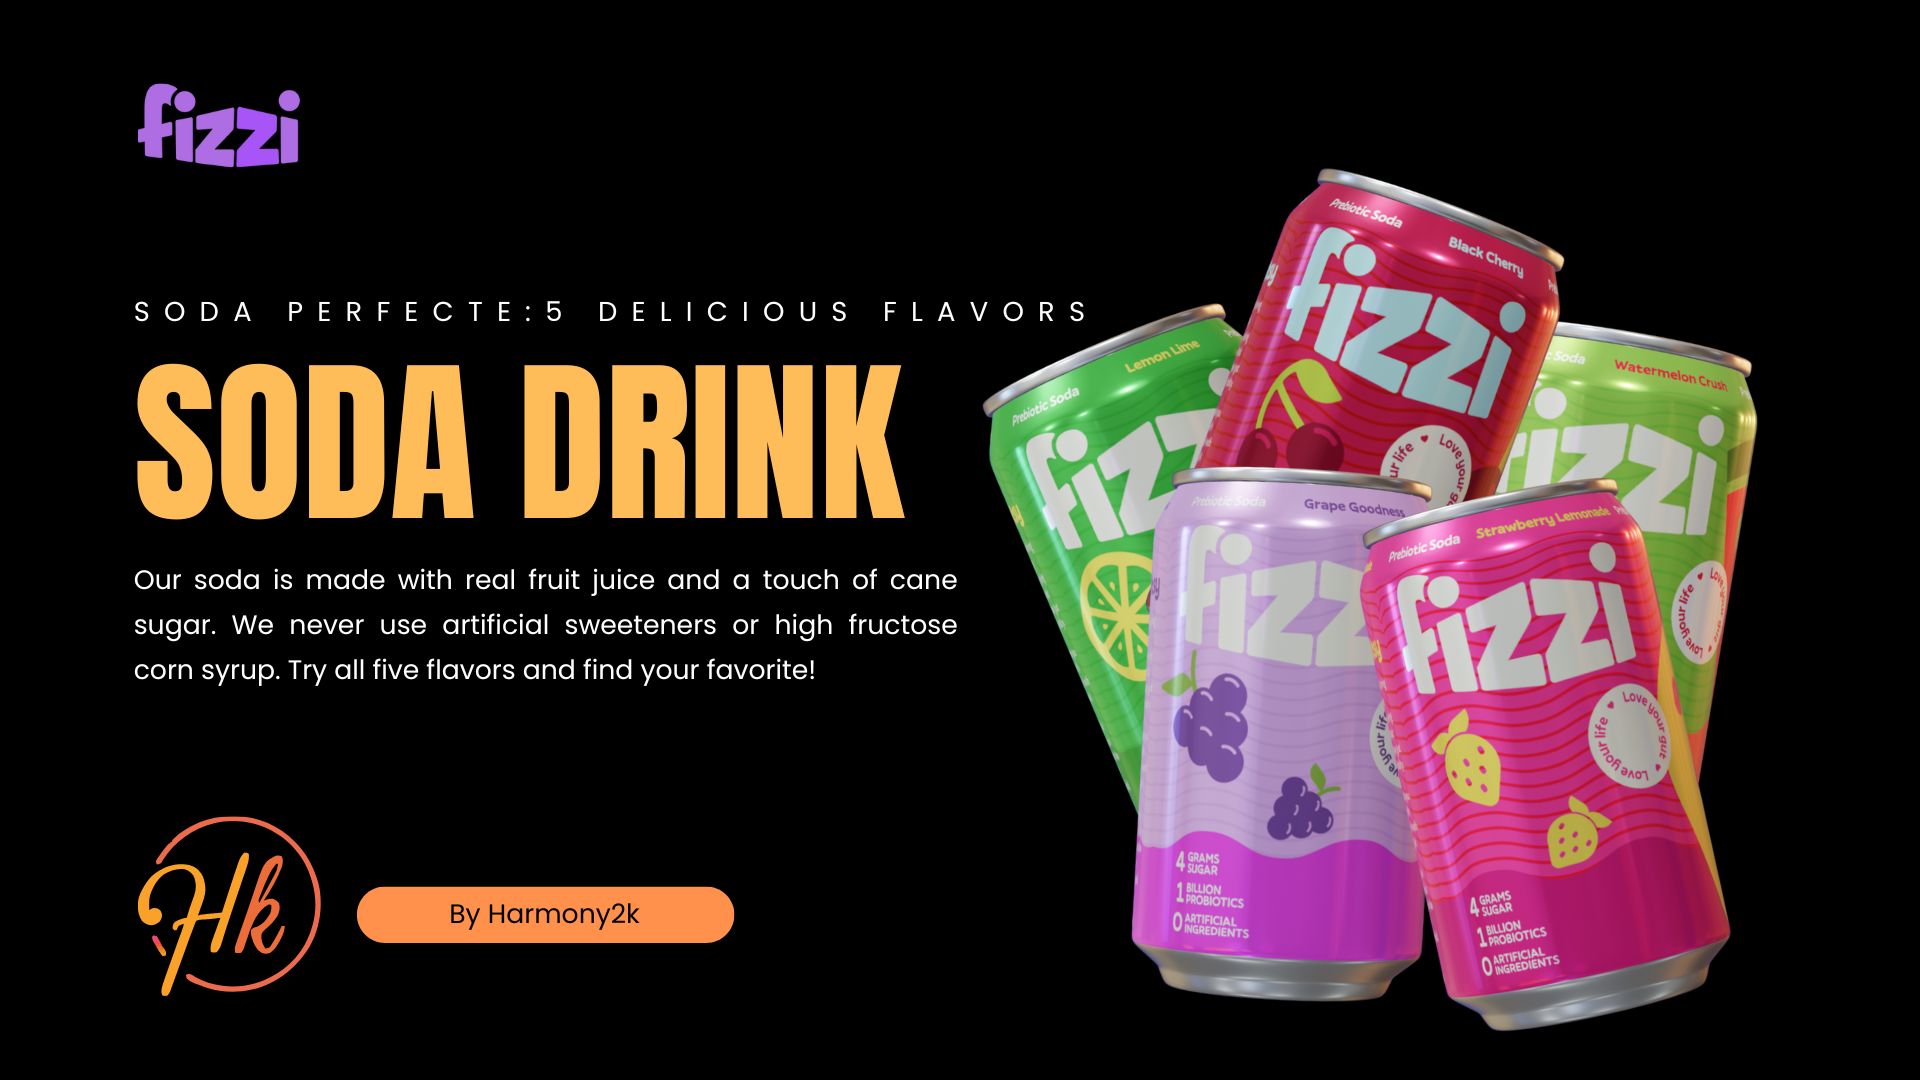 fizzi
SODA PERFECTE:5 DELICIOUS FLAVORS
SODA DRINK
Our soda is made with real fruit juice and a touch of cane
sugar. We never use artificial sweeteners or high fructose
corn syrup. Try all five flavors and find your favorite!
Hk
By Harmony2k
Prebiotic Soda
Black Cherry
fizzi
Love your
ur life
Prebiotic Soda
Lemon Lime
fizz
Soda
Watermelon Crush
fizzi
Love your gut
Love your life
Prebiotic Soda
Grape Goodness
fizz
Love your life
4 GRAMS
SUGAR
1 BILLION
PROBIOTICS
0 ARTIFICIAL
INGREDIENTS
Prebiotic Soda
Strawberry Lemonade
fizzi
Love your gut
Love your life
4 GRAMS
SUGAR
1 BILLION
PROBIOTICS
0 ARTIFICIAL
INGREDIENTS